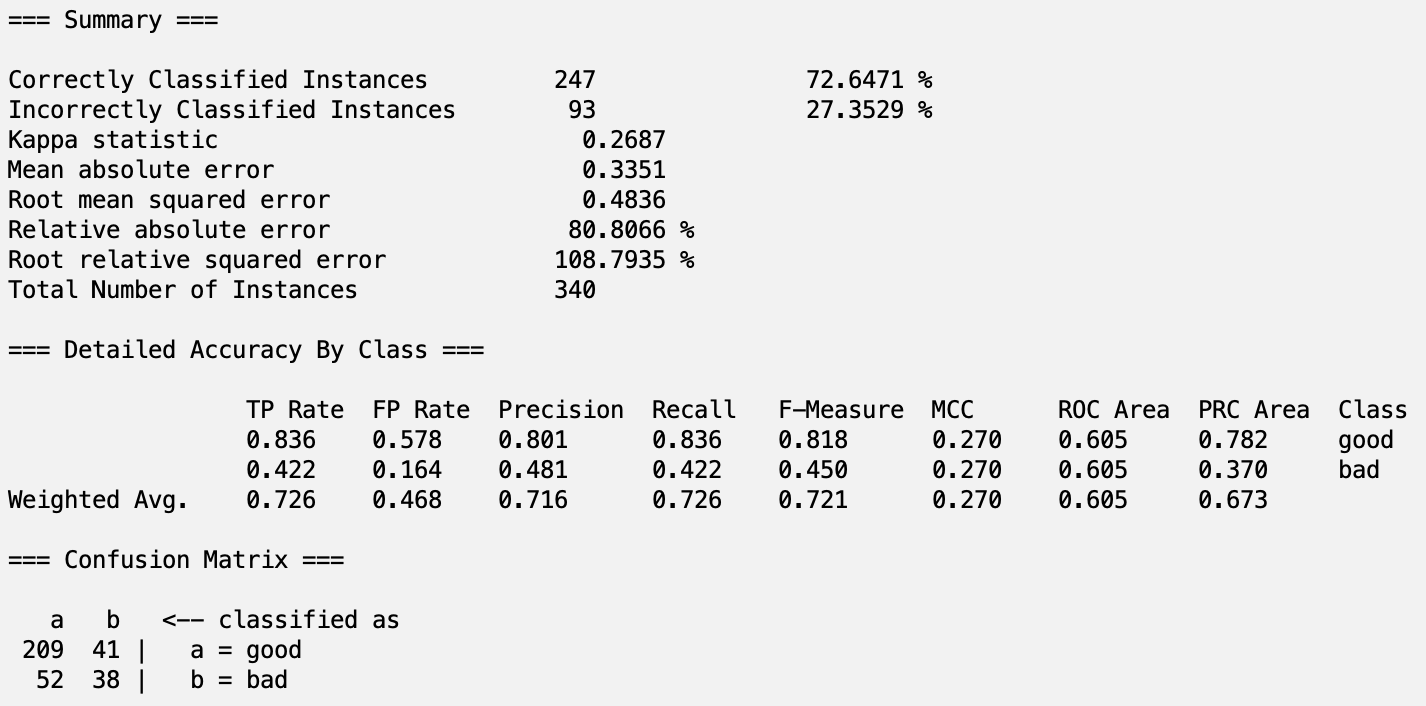 === Summary ===
Correctly Classified Instances 247 72.6471 %
Incorrectly Classified Instances 93 27.3529 %
Kappa statistic 0.2687
Mean absolute error 0.3351
Root mean squared error 0.4836
Relative absolute error 80.8066 %
Root relative squared error 108.7935 %
Total Number of Instances 340
=== Detailed Accuracy By Class ===
TP Rate FP Rate Precision Recall F-Measure MCC ROC Area PRC Area Class
0.836 0.578 0.801 0.836 0.818 0.270 0.605 0.782 good
0.422 0.164 0.481 0.422 0.450 0.270 0.605 0.370 bad
Weighted Avg. 0.726 0.468 0.716 0.726 0.721 0.270 0.605 0.673
=== Confusion Matrix ===
a b <-- classified as
209 41 | a = good
52 38 | b = bad